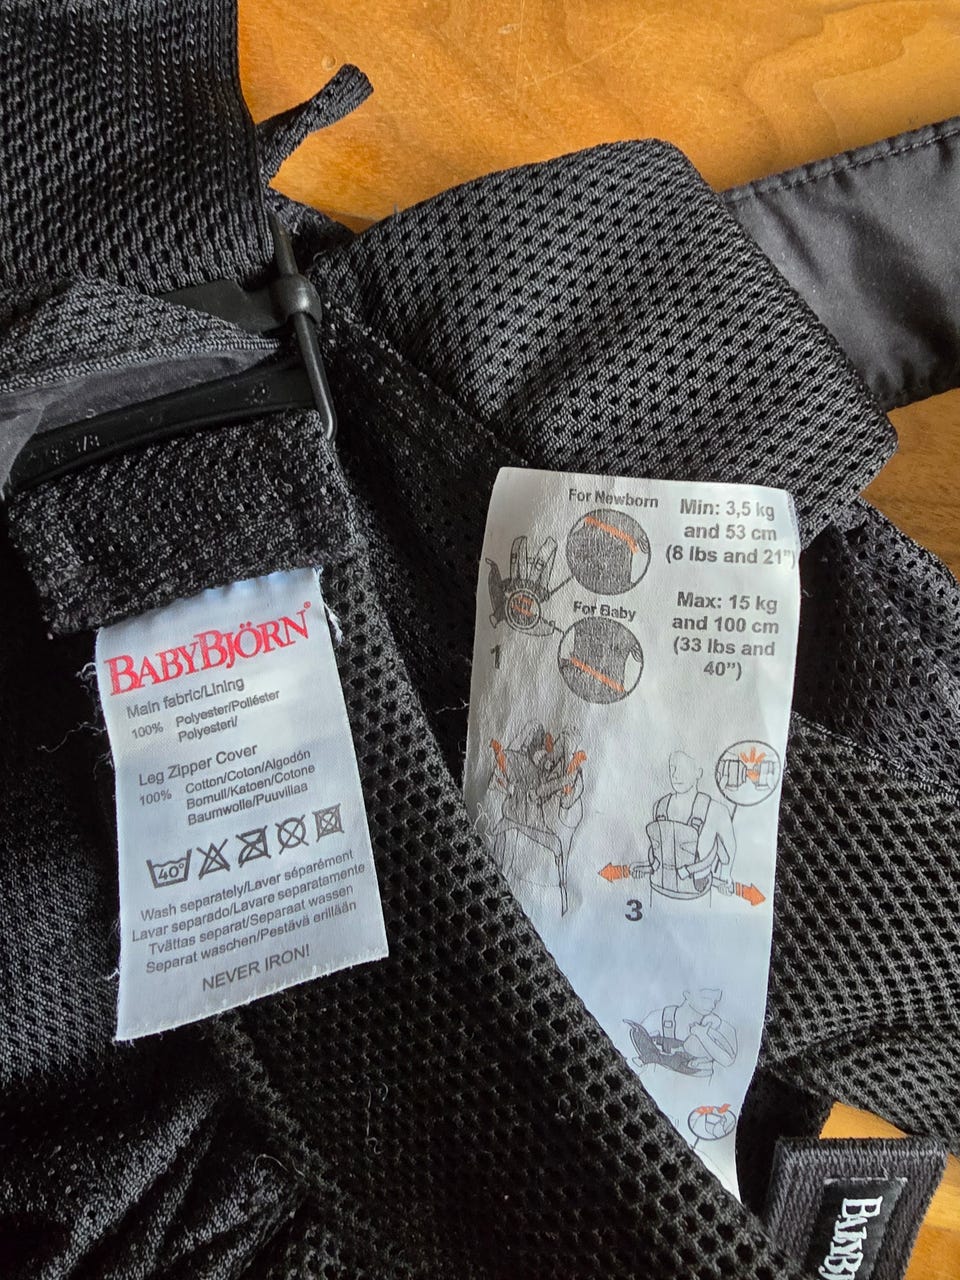 BABYBJÖRN®
Main fabric/Lining
100% Polyester/Polléster
Polyesteri/
Leg Zipper Cover
100% Cotton/Coton/Algodón
Bomull/Katoen/Cotone
Baumwolle/Puuvillaa
40°
Wash separately/Laver séparément
Lavar separado/Lavare separatamente
Tvättas separat/Separaat wassen
Separat waschen/Pestävä erillään
NEVER IRON!
For Newborn
Min: 3,5 kg
and 53 cm
(8 lbs and 21”)
For Baby
Max: 15 kg
and 100 cm
(33 lbs and
40”)
1
3